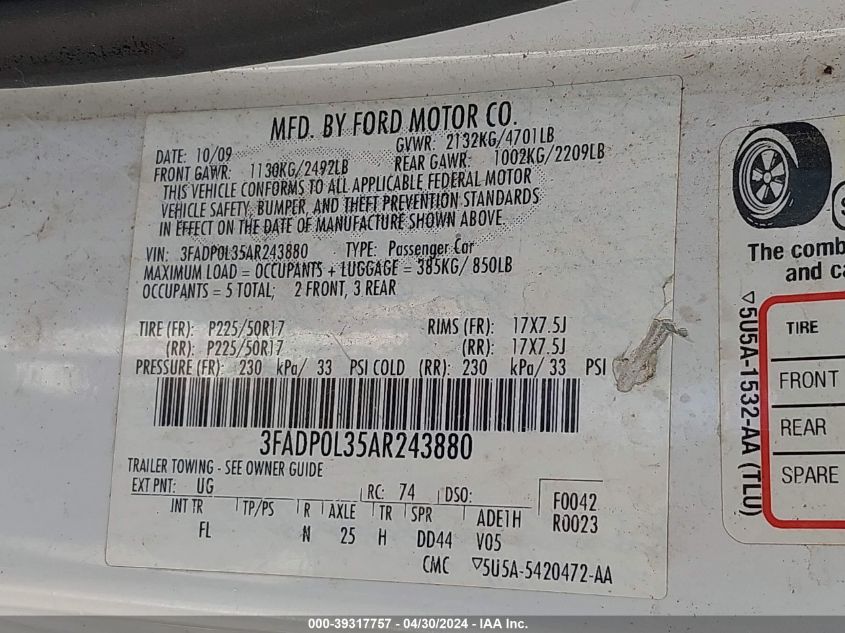 MFD. BY FORD MOTOR CO.
DATE: 10/09 GVWR: 2132KG/4701LB
FRONT GAWR: 1130KG/2492LB REAR GAWR: 1002KG/2209LB
THIS VEHICLE CONFORMS TO ALL APPLICABLE FEDERAL MOTOR
VEHICLE SAFETY, BUMPER, AND THEFT PREVENTION STANDARDS
IN EFFECT ON THE DATE OF MANUFACTURE SHOWN ABOVE.
VIN: 3FADP0L35AR243880 TYPE: Passenger Car
MAXIMUM LOAD = OCCUPANTS + LUGGAGE = 385KG/ 850LB
OCCUPANTS = 5 TOTAL; 2 FRONT, 3 REAR
TIRE (FR): P225/50R17 RIMS (FR): 17X7.5J
(RR): P225/50R17 (RR): 17X7.5J
PRESSURE (FR): 230 kPa/ 33 PSI COLD (RR): 230 kPa/ 33 PSI
3FADP0L35AR243880
TRAILER TOWING - SEE OWNER GUIDE
EXT PNT: UG RC: 74 DSO: F0042
INT TR TP/PS R AXLE TR SPR ADE1H R0023
FL N 25 H DD44 V05
CMC ▽5U5A-5420472-AA
The comb
and ca
TIRE
FRONT
REAR
SPARE
▽5U5A-1532-AA (TLU)
000-39317757 - 04/30/2024 - IAA Inc.